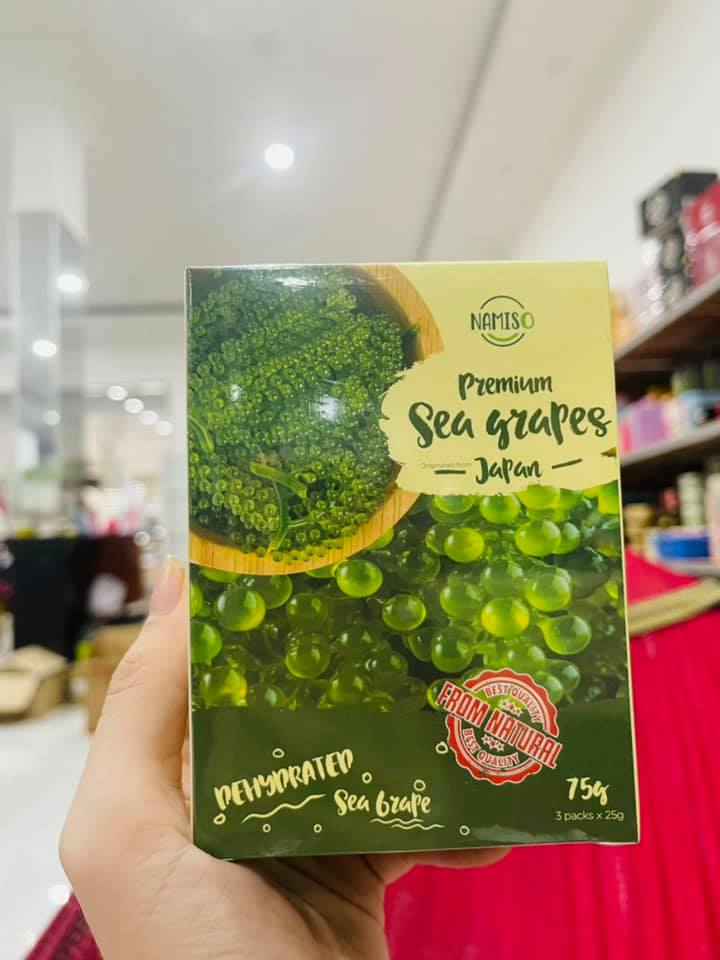 NAMISO
Premium
Sea grapes
Originated from
Japan
BEST QUALITY
FROM NATURAL
BEST QUALITY
DEHYDRATED
Sea Grape
75g
3 packs x 25g